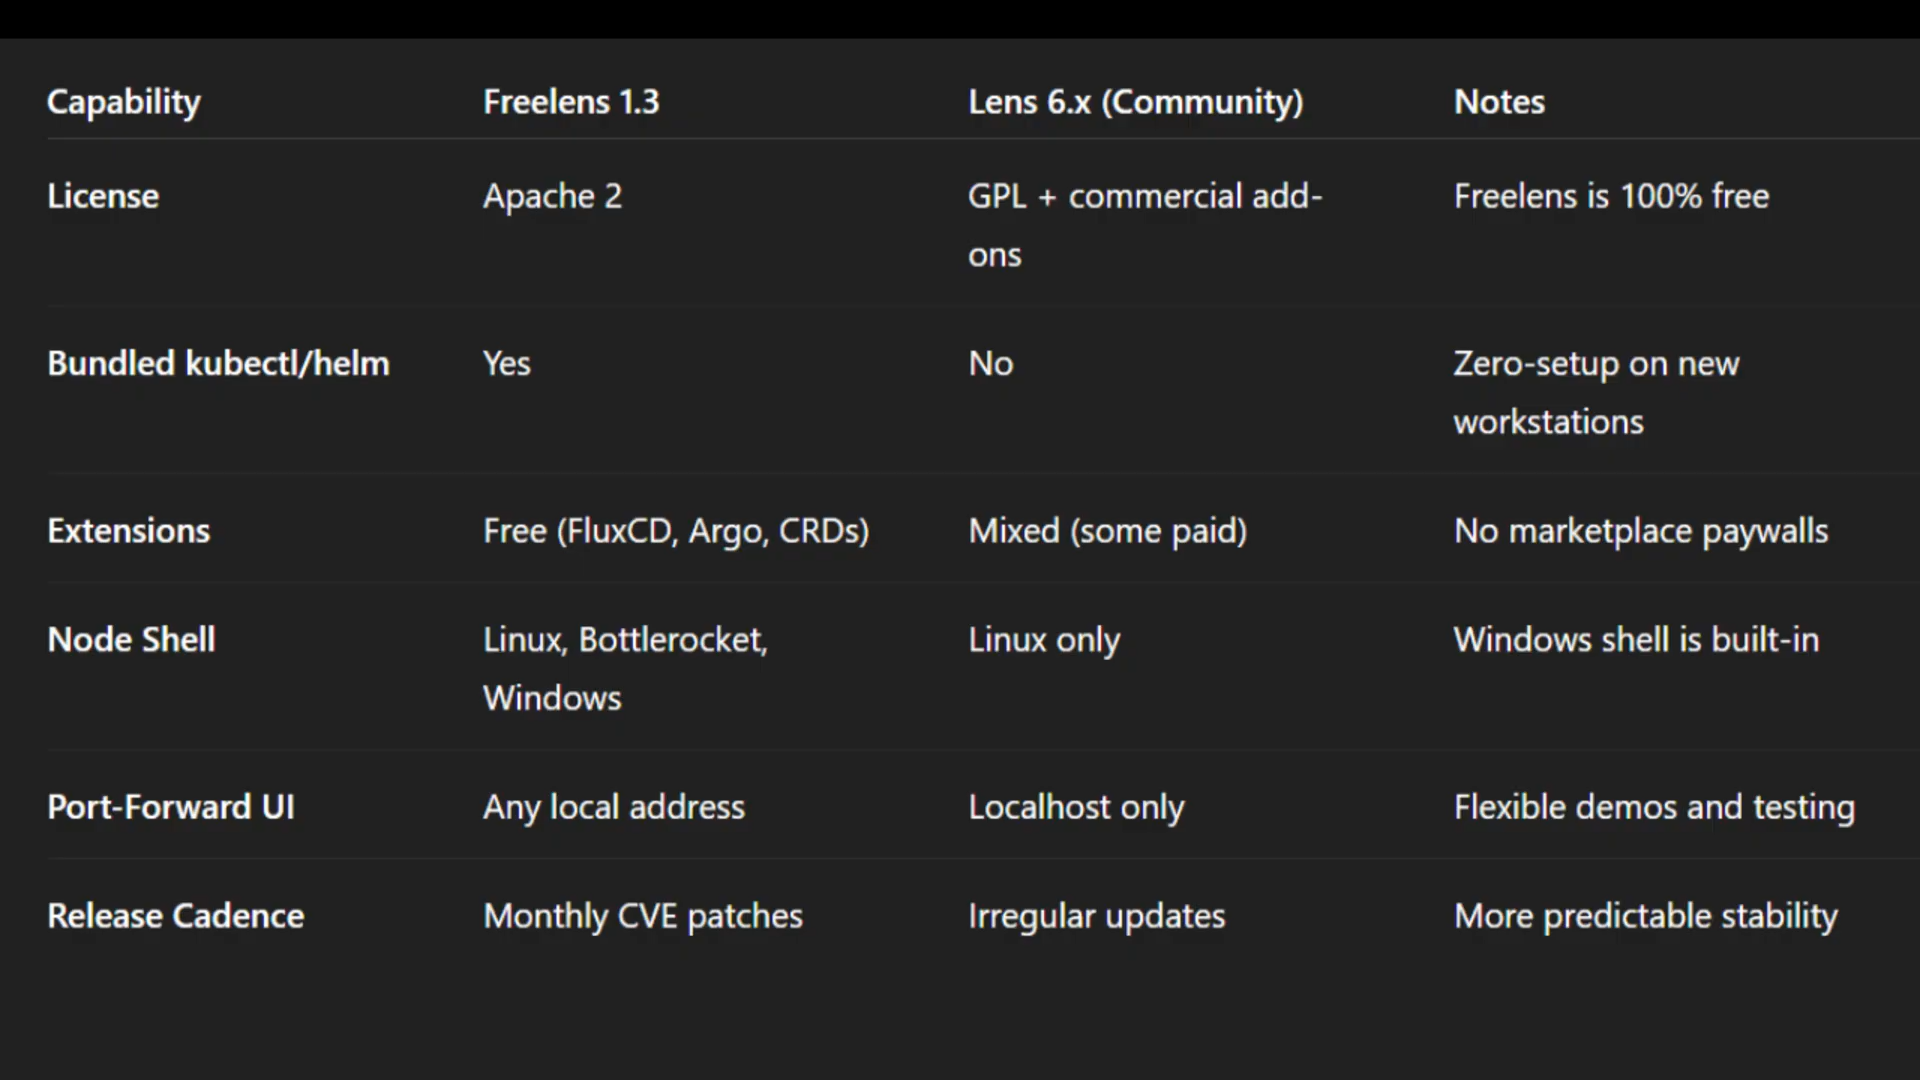 Capability Freelens 1.3 Lens 6.x (Community) Notes
License Apache 2 GPL + commercial add- Freelens is 100% free
ons
Bundled kubectl/helm Yes No Zero-setup on new
workstations
Extensions Free (FluxCD, Argo, CRDs) Mixed (some paid) No marketplace paywalls
Node Shell Linux, Bottlerocket, Linux only Windows shell is built-in
Windows
Port-Forward UI Any local address Localhost only Flexible demos and testing
Release Cadence Monthly CVE patches Irregular updates More predictable stability